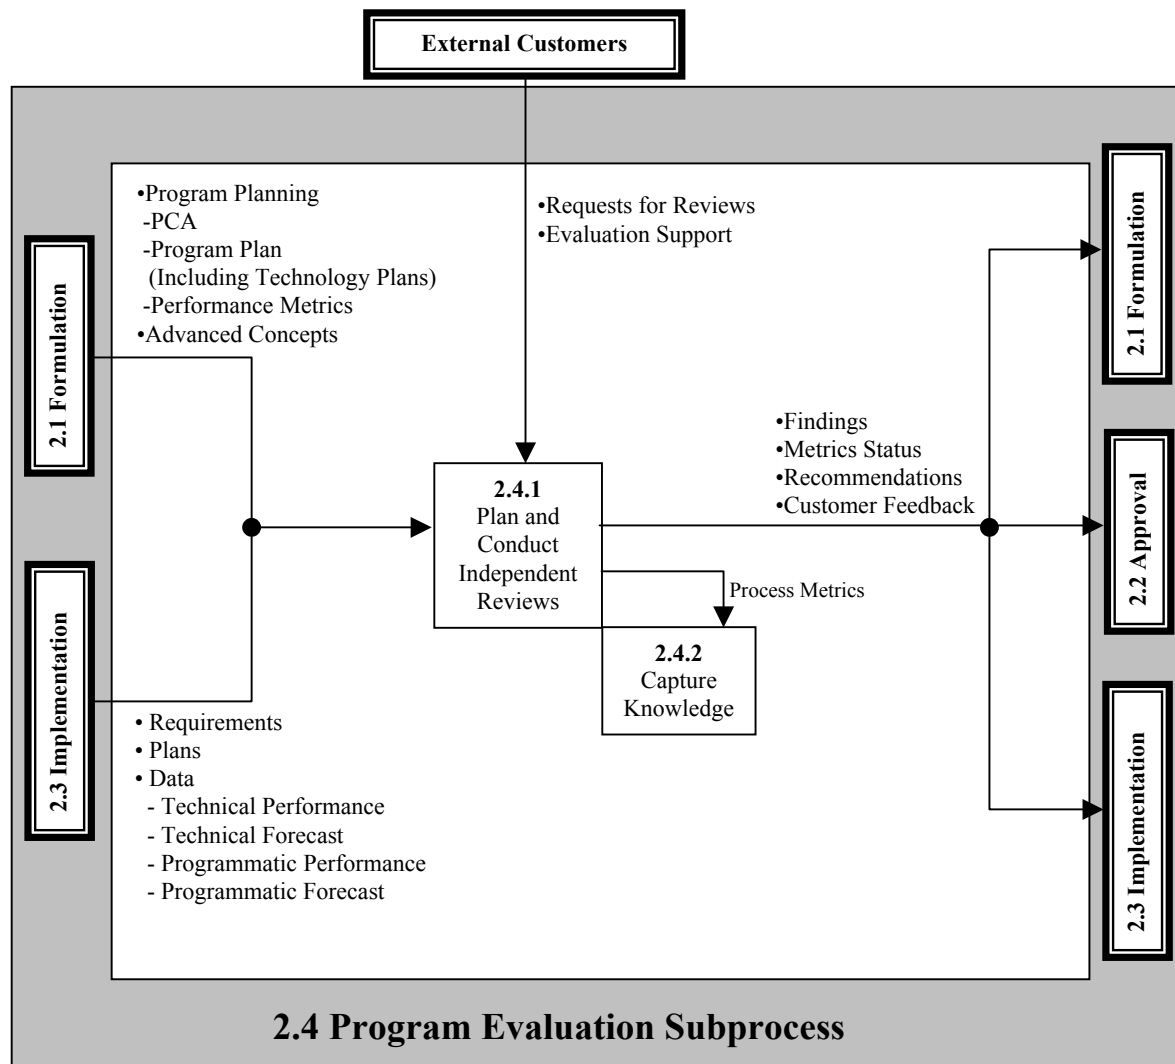 External Customers
•Program Planning
-PCA
-Program Plan
(Including Technology Plans)
-Performance Metrics
•Advanced Concepts
•Requests for Reviews
•Evaluation Support
2.1 Formulation
2.3 Implementation
2.4.1
Plan and
Conduct
Independent
Reviews
•Findings
•Metrics Status
•Recommendations
•Customer Feedback
Process Metrics
2.4.2
Capture
Knowledge
• Requirements
• Plans
• Data
- Technical Performance
- Technical Forecast
- Programmatic Performance
- Programmatic Forecast
2.1 Formulation
2.2 Approval
2.3 Implementation
2.4 Program Evaluation Subprocess